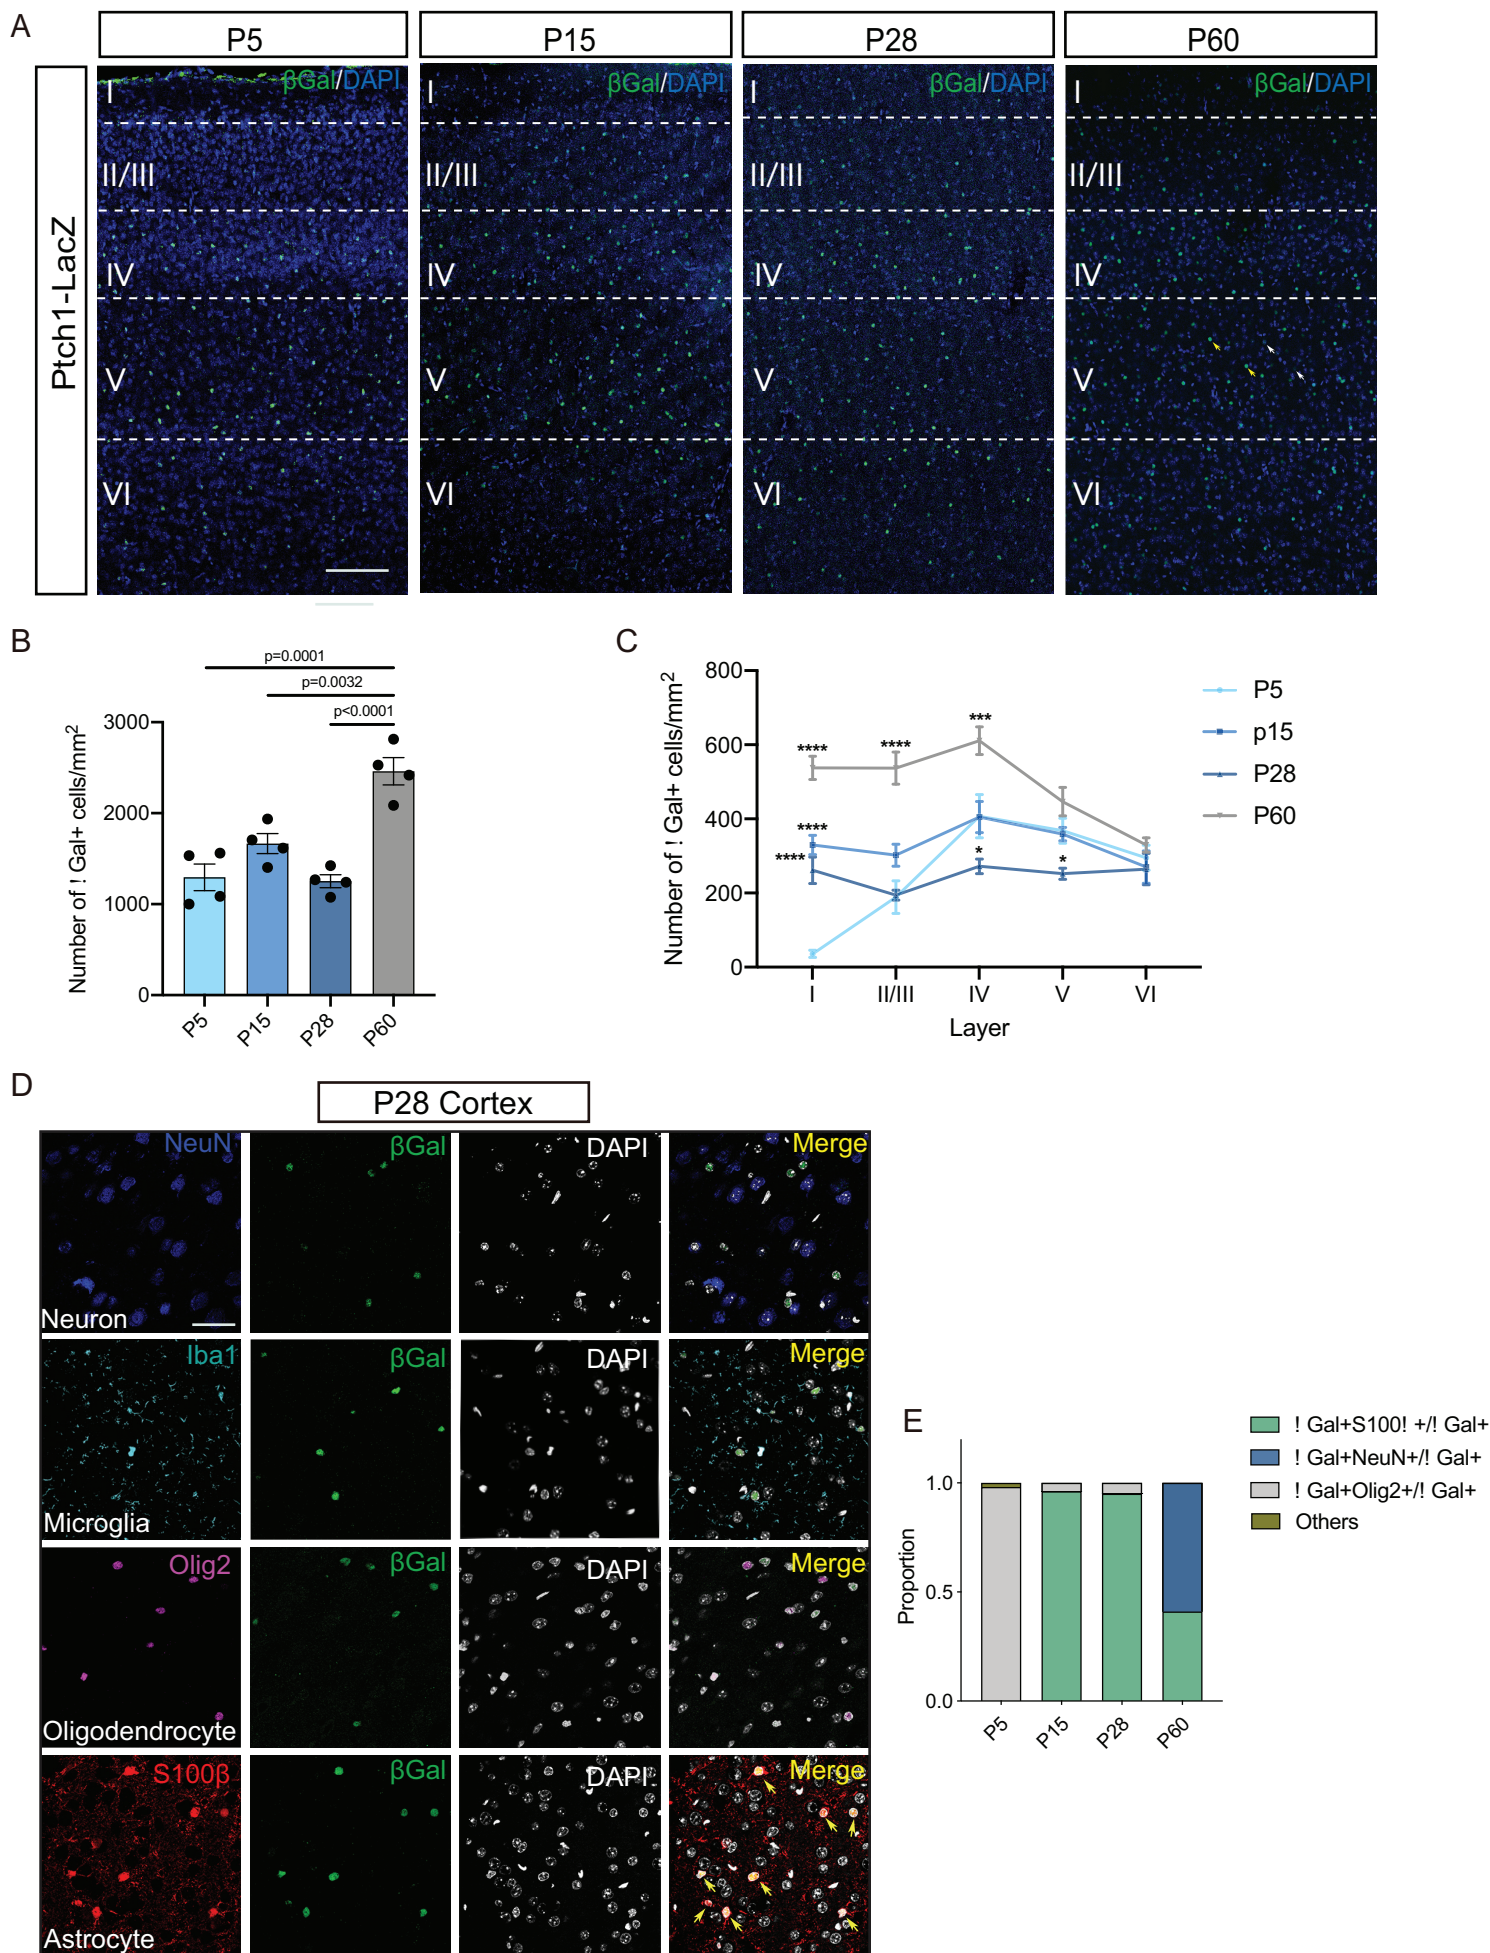 A
P5
P15
P28
P60
Ptch1-LacZ
βGal/DAPI
βGal/DAPI
βGal/DAPI
βGal/DAPI
I
I
I
I
II/III
II/III
II/III
II/III
IV
IV
IV
IV
V
V
V
V
VI
VI
VI
VI
B
p=0.0001
p=0.0032
p<0.0001
Number of ! Gal+ cells/mm2
3000
2000
1000
0
P5
P15
P28
P60
C
Number of ! Gal+ cells/mm2
800
600
400
200
0
****
****
***
****
****
*
*
I
II/III
IV
V
VI
Layer
P5
p15
P28
P60
D
P28 Cortex
NeuN
βGal
DAPI
Merge
Neuron
Iba1
βGal
DAPI
Merge
Microglia
Olig2
βGal
DAPI
Merge
Oligodendrocyte
S100β
βGal
DAPI
Merge
Astrocyte
E
Proportion
1.0
0.5
0.0
P5
P15
P28
P60
! Gal+S100! +/! Gal+
! Gal+NeuN+/! Gal+
! Gal+Olig2+/! Gal+
Others